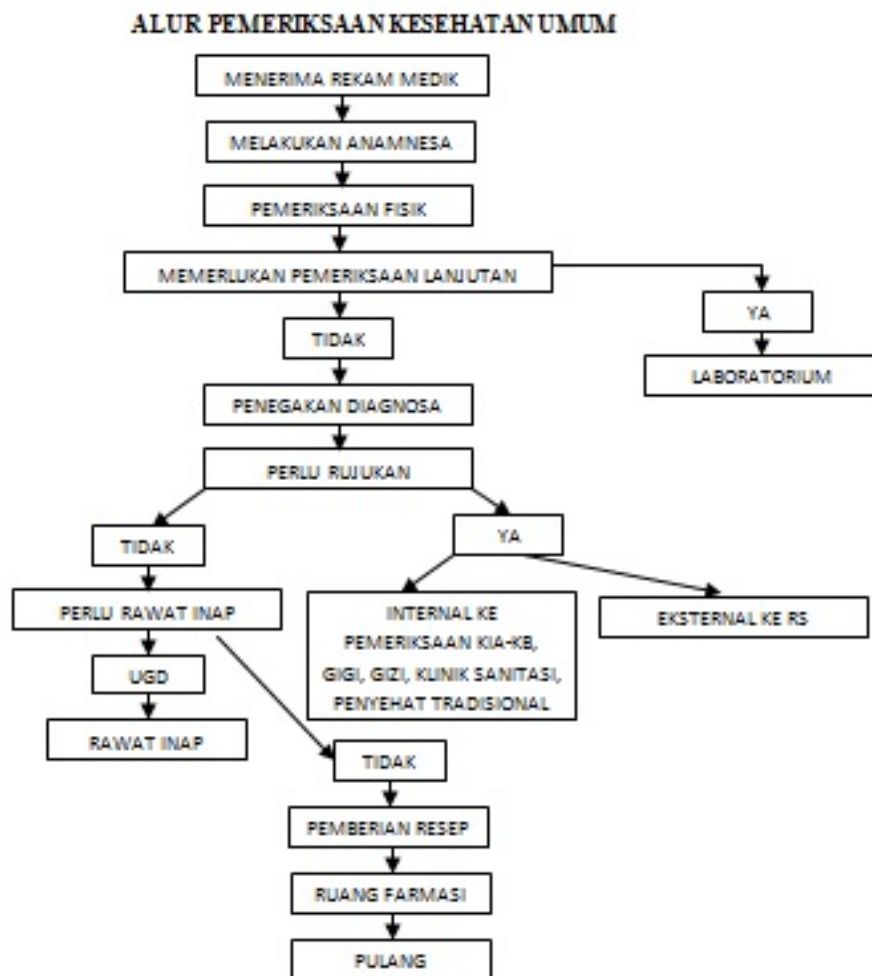 ALUR PEMERIKSAAN KESEHATAN UMUM
MENERIMA REKAM MEDIK
MELAKUKAN ANAMNESA
PEMERIKSAAN FISIK
MEMERLUKAN PEMERIKSAAN LANJUTAN
YA
TIDAK
LABORATORIUM
PENEGAKAN DIAGNOSA
PERLU RUJUKAN
TIDAK
YA
PERLU RAWAT INAP
INTERNAL KE
PEMERIKSAAN KIA-KB,
GIGI, GIZI, KLINIK SANITASI,
PENYEHAT TRADISIONAL
EKSTERNAL KE RS
UGD
RAWAT INAP
TIDAK
PEMBERIAN RESEP
RUANG FARMASI
PULANG